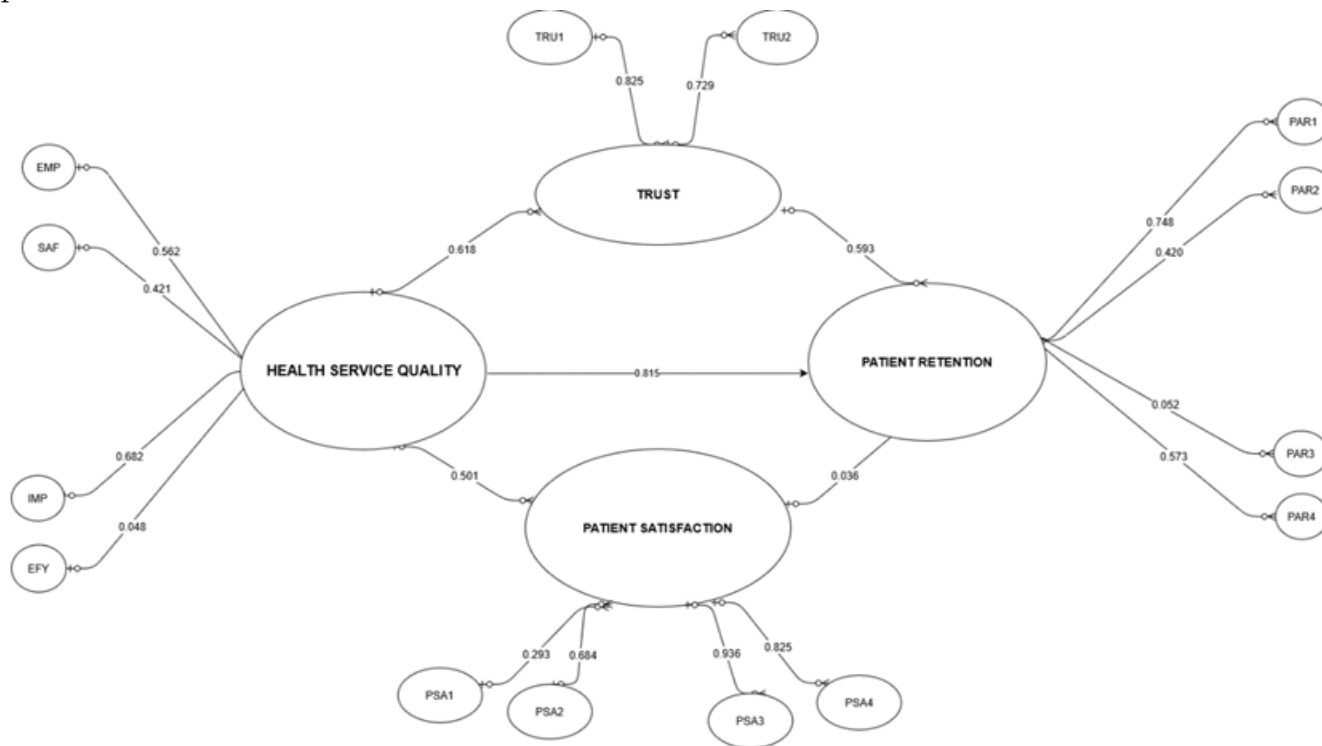 TRU1
TRU2
0.825
0.729
PAR1
EMP
PAR2
TRUST
0.748
SAF
0.562
0.618
0.593
0.420
0.421
HEALTH SERVICE QUALITY
0.815
PATIENT RETENTION
0.052
0.682
0.501
0.036
PAR3
0.573
IMP
PATIENT SATISFACTION
PAR4
0.048
EFY
0.293
0.684
0.936
0.825
PSA1
PSA2
PSA3
PSA4